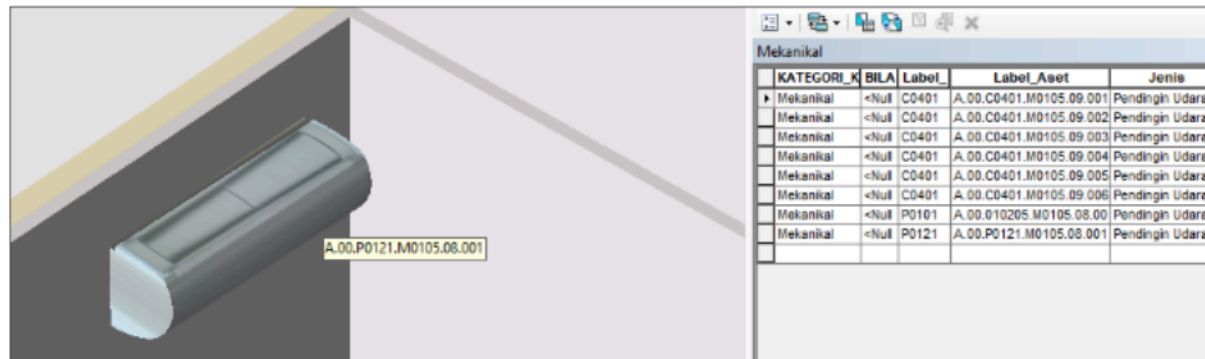 A.00.P0121.M0105.08.001
Mekanikal
KATEGORI_K BILA Label_ Label_Aset Jenis
Mekanikal <Null C0401 A.00.C0401.M0105.09.001 Pendingin Udara
Mekanikal <Null C0401 A.00.C0401.M0105.09.002 Pendingin Udara
Mekanikal <Null C0401 A.00.C0401.M0105.09.003 Pendingin Udara
Mekanikal <Null C0401 A.00.C0401.M0105.09.004 Pendingin Udara
Mekanikal <Null C0401 A.00.C0401.M0105.09.005 Pendingin Udara
Mekanikal <Null C0401 A.00.C0401.M0105.09.006 Pendingin Udara
Mekanikal <Null P0101 A.00.010205.M0105.08.00 Pendingin Udara
Mekanikal <Null P0121 A.00.P0121.M0105.08.001 Pendingin Udara